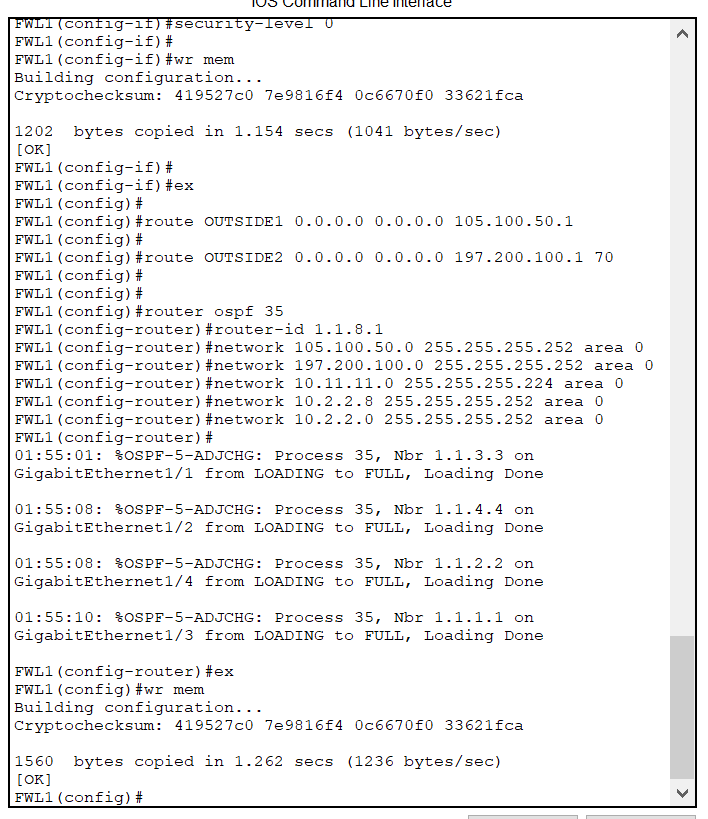 IOS Command Line Interface
FWL1(config-if)#security-level 0
FWL1(config-if)#
FWL1(config-if)#wr mem
Building configuration...
Cryptochecksum: 419527c0 7e9816f4 0c6670f0 33621fca
1202 bytes copied in 1.154 secs (1041 bytes/sec)
[OK]
FWL1(config-if)#
FWL1(config-if)#ex
FWL1(config)#
FWL1(config)#route OUTSIDE1 0.0.0.0 0.0.0.0 105.100.50.1
FWL1(config)#
FWL1(config)#route OUTSIDE2 0.0.0.0 0.0.0.0 197.200.100.1 70
FWL1(config)#
FWL1(config)#
FWL1(config)#router ospf 35
FWL1(config-router)#router-id 1.1.8.1
FWL1(config-router)#network 105.100.50.0 255.255.255.252 area 0
FWL1(config-router)#network 197.200.100.0 255.255.255.252 area 0
FWL1(config-router)#network 10.11.11.0 255.255.255.224 area 0
FWL1(config-router)#network 10.2.2.8 255.255.255.252 area 0
FWL1(config-router)#network 10.2.2.0 255.255.255.252 area 0
FWL1(config-router)#
01:55:01: %OSPF-5-ADJCHG: Process 35, Nbr 1.1.3.3 on
GigabitEthernet1/1 from LOADING to FULL, Loading Done
01:55:08: %OSPF-5-ADJCHG: Process 35, Nbr 1.1.4.4 on
GigabitEthernet1/2 from LOADING to FULL, Loading Done
01:55:08: %OSPF-5-ADJCHG: Process 35, Nbr 1.1.2.2 on
GigabitEthernet1/4 from LOADING to FULL, Loading Done
01:55:10: %OSPF-5-ADJCHG: Process 35, Nbr 1.1.1.1 on
GigabitEthernet1/3 from LOADING to FULL, Loading Done
FWL1(config-router)#ex
FWL1(config)#wr mem
Building configuration...
Cryptochecksum: 419527c0 7e9816f4 0c6670f0 33621fca
1560 bytes copied in 1.262 secs (1236 bytes/sec)
[OK]
FWL1(config)#